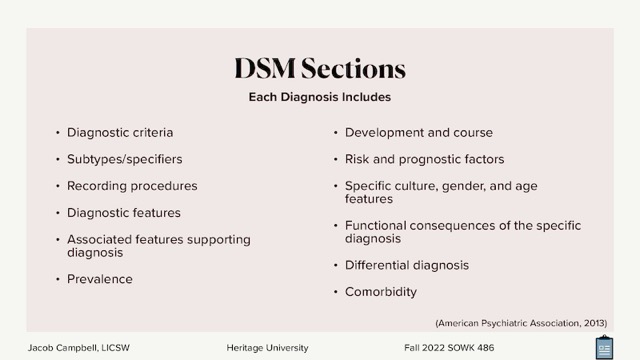 DSM Sections
Each Diagnosis Includes
• Diagnostic criteria
• Subtypes/specifiers
• Recording procedures
• Diagnostic features
• Associated features supporting
diagnosis
• Prevalence
• Development and course
• Risk and prognostic factors
• Specific culture, gender, and age
features
• Functional consequences of the specific
diagnosis
• Differential diagnosis
• Comorbidity
(American Psychiatric Association, 2013)
Jacob Campbell, LICSW
Heritage University
Fall 2022 SOWK 486